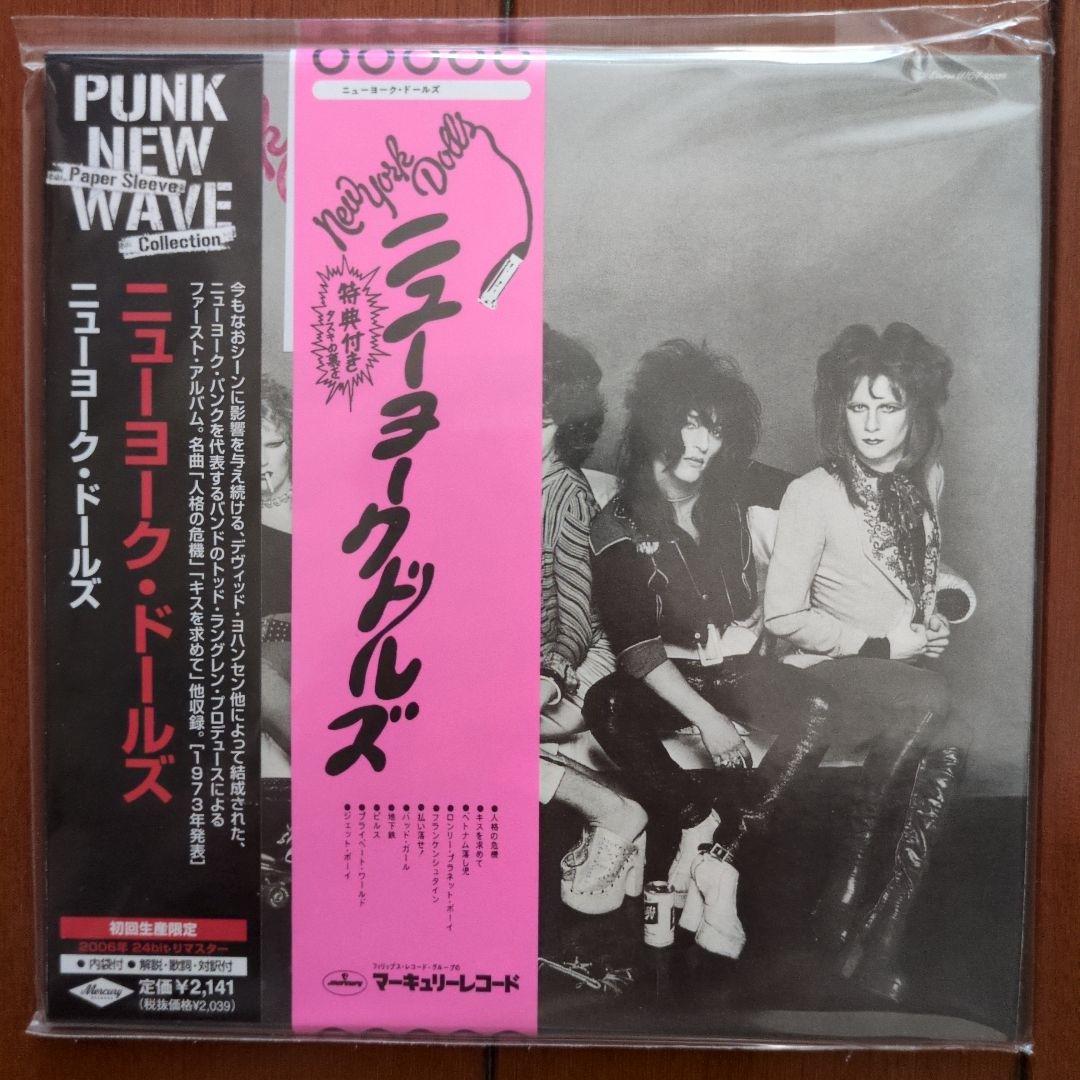 PUNK
NEW
Paper Sleeve
WAVE
Collection
今もなおシーンに影響を与え続ける、デヴィッド・ヨハンセン他によって結成された、
ニューヨーク・パンクを代表するバンドのトッド・ラングレン・プロデュースによる
ファースト・アルバム。名曲「人格の危機」「キスを求めて」他収録。[1973年発表]
ニューヨーク・ドールズ
ニューヨーク・ドールズ
初回生産限定
2006年 24bitリマスター
● 内袋付 ● 解説・歌詞・対訳付
Mercury
定価¥2,141
(税抜価格¥2,039)
ニューヨーク・ドールズ
New York Dolls
ニューヨークドールズ
特典付き
タスキの裏を
●人格の危機
●キスを求めて
●ベトナム落し児
●ロンリー・プラネット・ボーイ
●フランケンシュタイン
●払い落せ!
●バッド・ガール
●地下鉄
●ピルス
●プライベート・ワールド
●ジェット・ボーイ
フィリップス・レコード・グループの
mercury
マーキュリーレコード